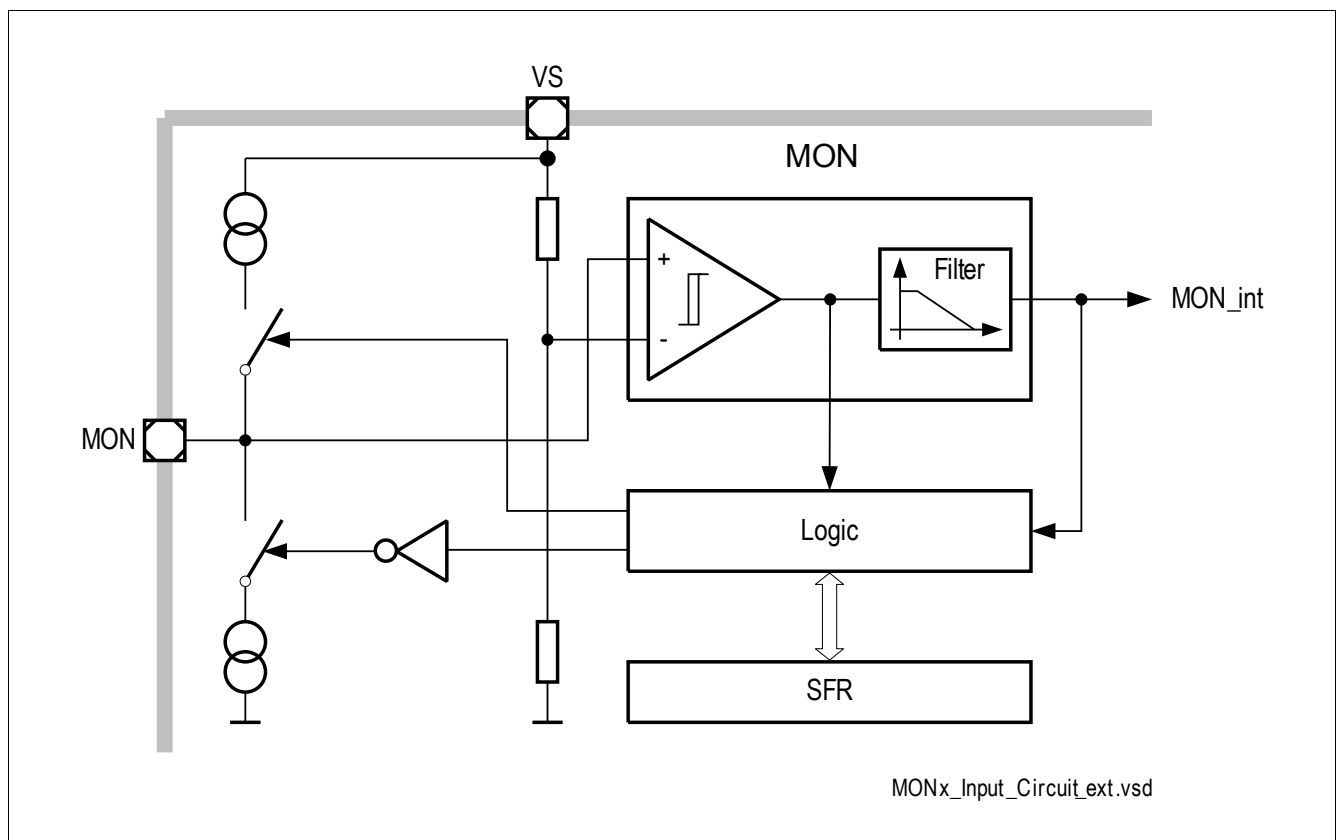 VS
MON
+
-
Filter
MON_int
MON
Logic
SFR
MONx_Input_Circuit_ext.vsd